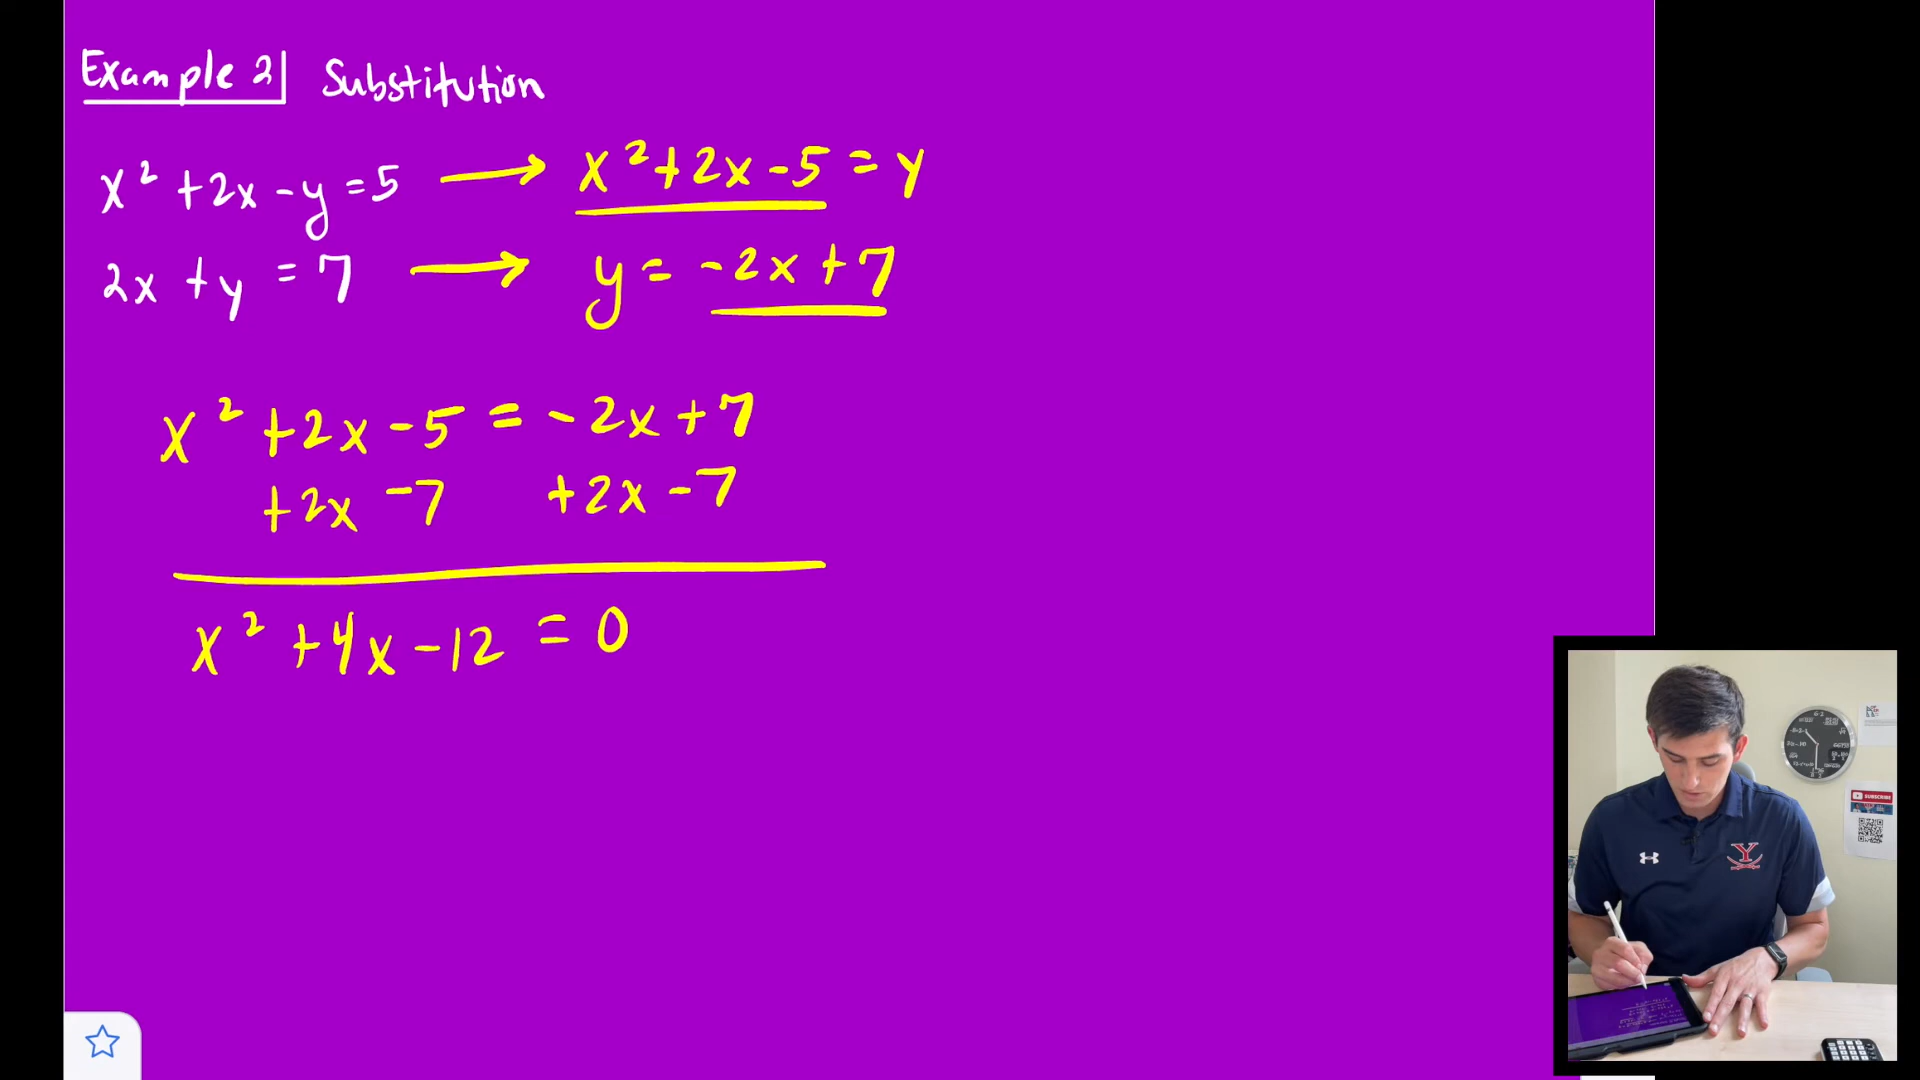 Example 2 Substitution
x² + 2x - y = 5 → x² + 2x - 5 = y
2x + y = 7 → y = -2x + 7
x² + 2x - 5 = -2x + 7
+2x - 7 +2x - 7
x² + 4x - 12 = 0
SUBSCRIBE
Y